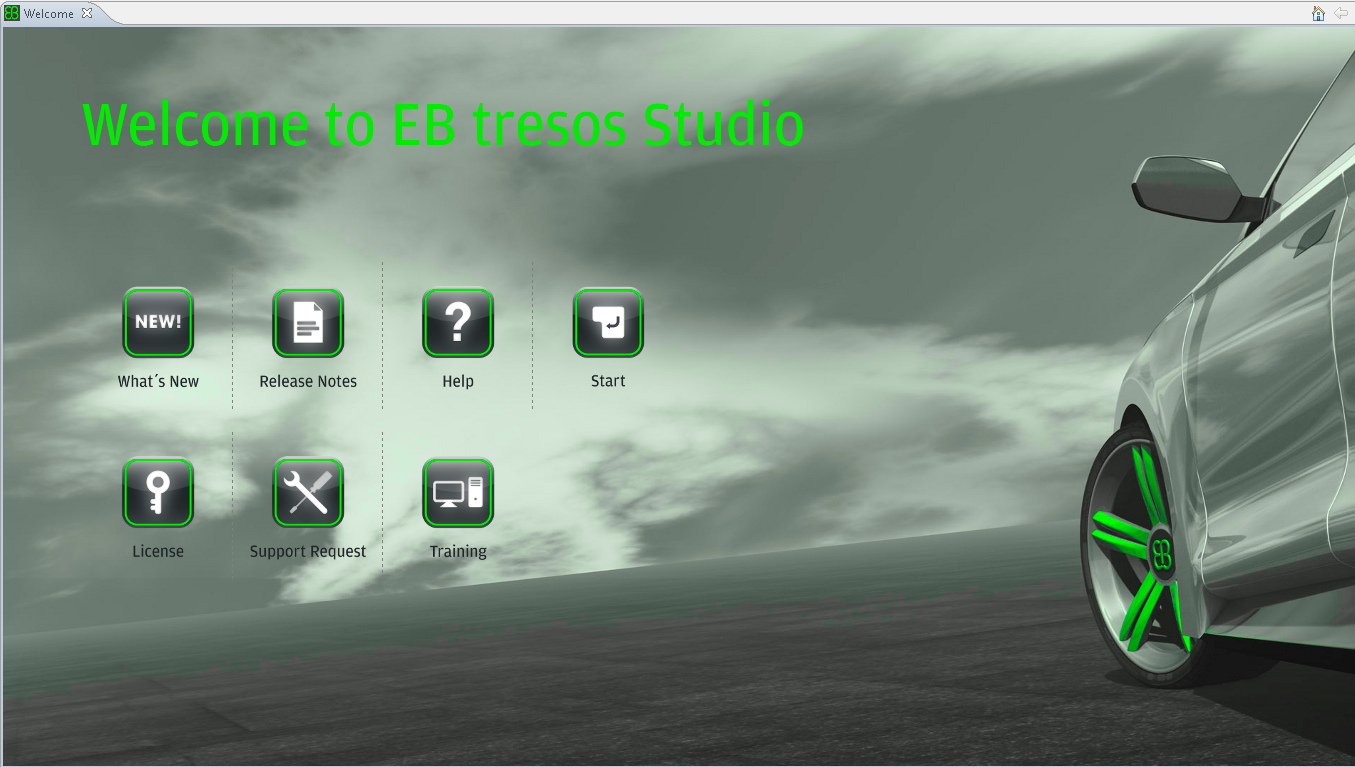 Welcome
Welcome to EB tresos Studio
NEW!
What´s New
Release Notes
Help
Start
License
Support Request
Training